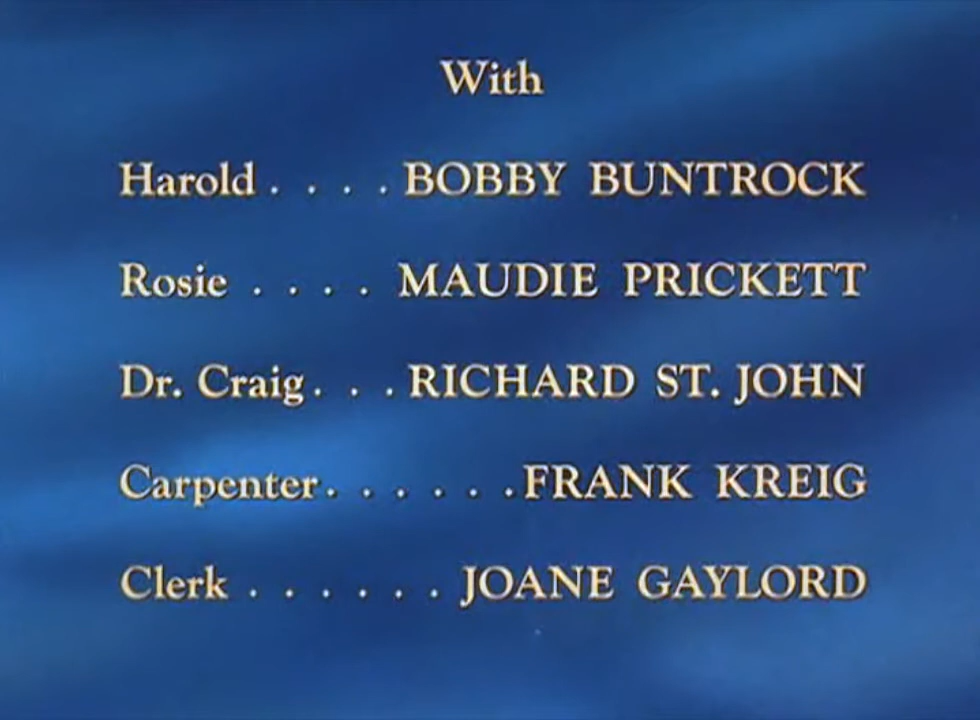 With
Harold . . . . BOBBY BUNTROCK
Rosie . . . . MAUDIE PRICKETT
Dr. Craig . . . RICHARD ST. JOHN
Carpenter . . . . . . FRANK KREIG
Clerk . . . . . . JOANE GAYLORD